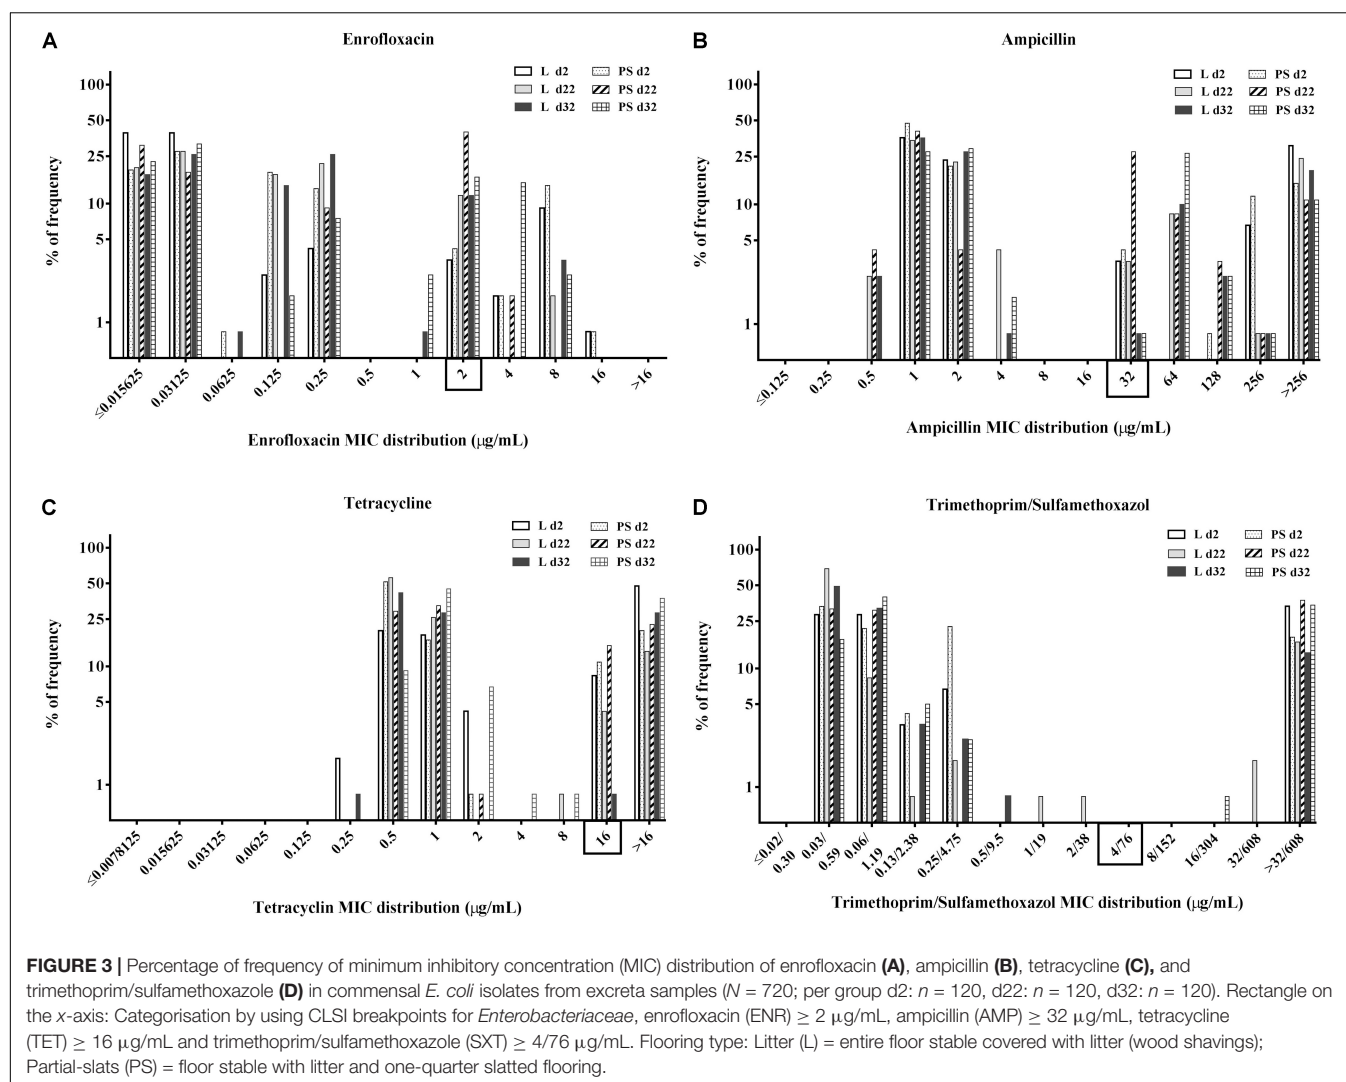 A
Enrofloxacin
L d2
PS d2
L d22
PS d22
L d32
PS d32
% of frequency
100
50
25
10
5
1
≤0.015625
0.03125
0.0625
0.125
0.25
0.5
1
2
4
8
16
>16
Enrofloxacin MIC distribution (µg/mL)
B
Ampicillin
L d2
PS d2
L d22
PS d22
L d32
PS d32
% of frequency
100
50
25
10
5
1
≤0.125
0.25
0.5
1
2
4
8
16
32
64
128
256
>256
Ampicillin MIC distribution (µg/mL)
C
Tetracycline
L d2
PS d2
L d22
PS d22
L d32
PS d32
% of frequency
100
50
25
10
5
1
≤0.0078125
0.015625
0.03125
0.0625
0.125
0.25
0.5
1
2
4
8
16
>16
Tetracyclin MIC distribution (µg/mL)
D
Trimethoprim/Sulfamethoxazol
L d2
PS d2
L d22
PS d22
L d32
PS d32
% of frequency
100
50
25
10
5
1
≤0.02/
0.30
0.03/
0.59
0.06/
1.19
0.13/2.38
0.25/4.75
0.5/9.5
1/19
2/38
4/76
8/152
16/304
32/608
>32/608
Trimethoprim/Sulfamethoxazol MIC distribution (µg/mL)
FIGURE 3 | Percentage of frequency of minimum inhibitory concentration (MIC) distribution of enrofloxacin (A), ampicillin (B), tetracycline (C), and
trimethoprim/sulfamethoxazole (D) in commensal E. coli isolates from excreta samples (N = 720; per group d2: n = 120, d22: n = 120, d32: n = 120). Rectangle on
the x-axis: Categorisation by using CLSI breakpoints for Enterobacteriaceae, enrofloxacin (ENR) ≥ 2 µg/mL, ampicillin (AMP) ≥ 32 µg/mL, tetracycline
(TET) ≥ 16 µg/mL and trimethoprim/sulfamethoxazole (SXT) ≥ 4/76 µg/mL. Flooring type: Litter (L) = entire floor stable covered with litter (wood shavings);
Partial-slats (PS) = floor stable with litter and one-quarter slatted flooring.